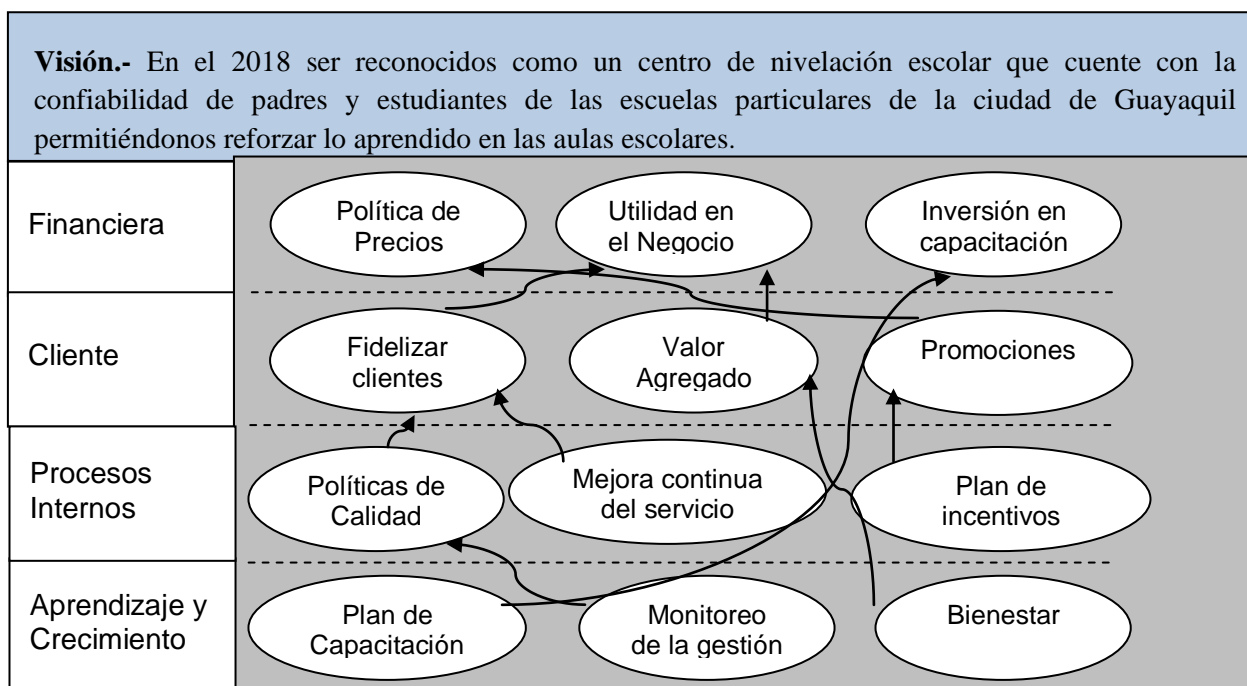 Visión.- En el 2018 ser reconocidos como un centro de nivelación escolar que cuente con la
confiabilidad de padres y estudiantes de las escuelas particulares de la ciudad de Guayaquil
permitiéndonos reforzar lo aprendido en las aulas escolares.
Financiera
Política de
Precios
Utilidad en
el Negocio
Inversión en
capacitación
Cliente
Fidelizar
clientes
Valor
Agregado
Promociones
Procesos
Internos
Políticas de
Calidad
Mejora continua
del servicio
Plan de
incentivos
Aprendizaje y
Crecimiento
Plan de
Capacitación
Monitoreo
de la gestión
Bienestar